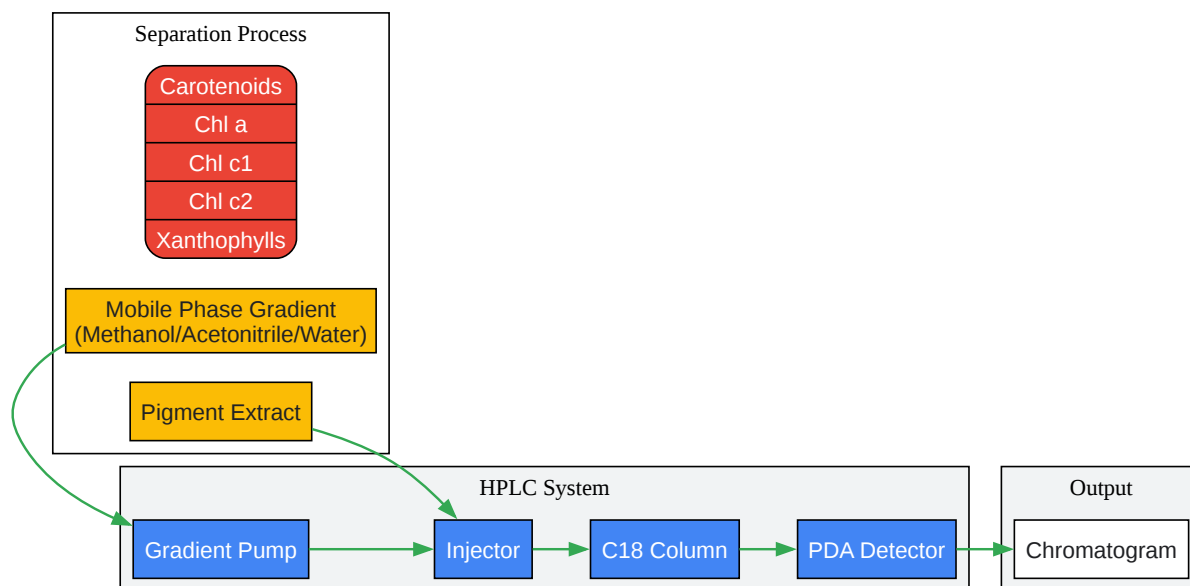 Separation Process
Carotenoids
Chl a
Chl c1
Chl c2
Xanthophylls
Mobile Phase Gradient
(Methanol/Acetonitrile/Water)
Pigment Extract
HPLC System
Output
Gradient Pump
Injector
C18 Column
PDA Detector
Chromatogram